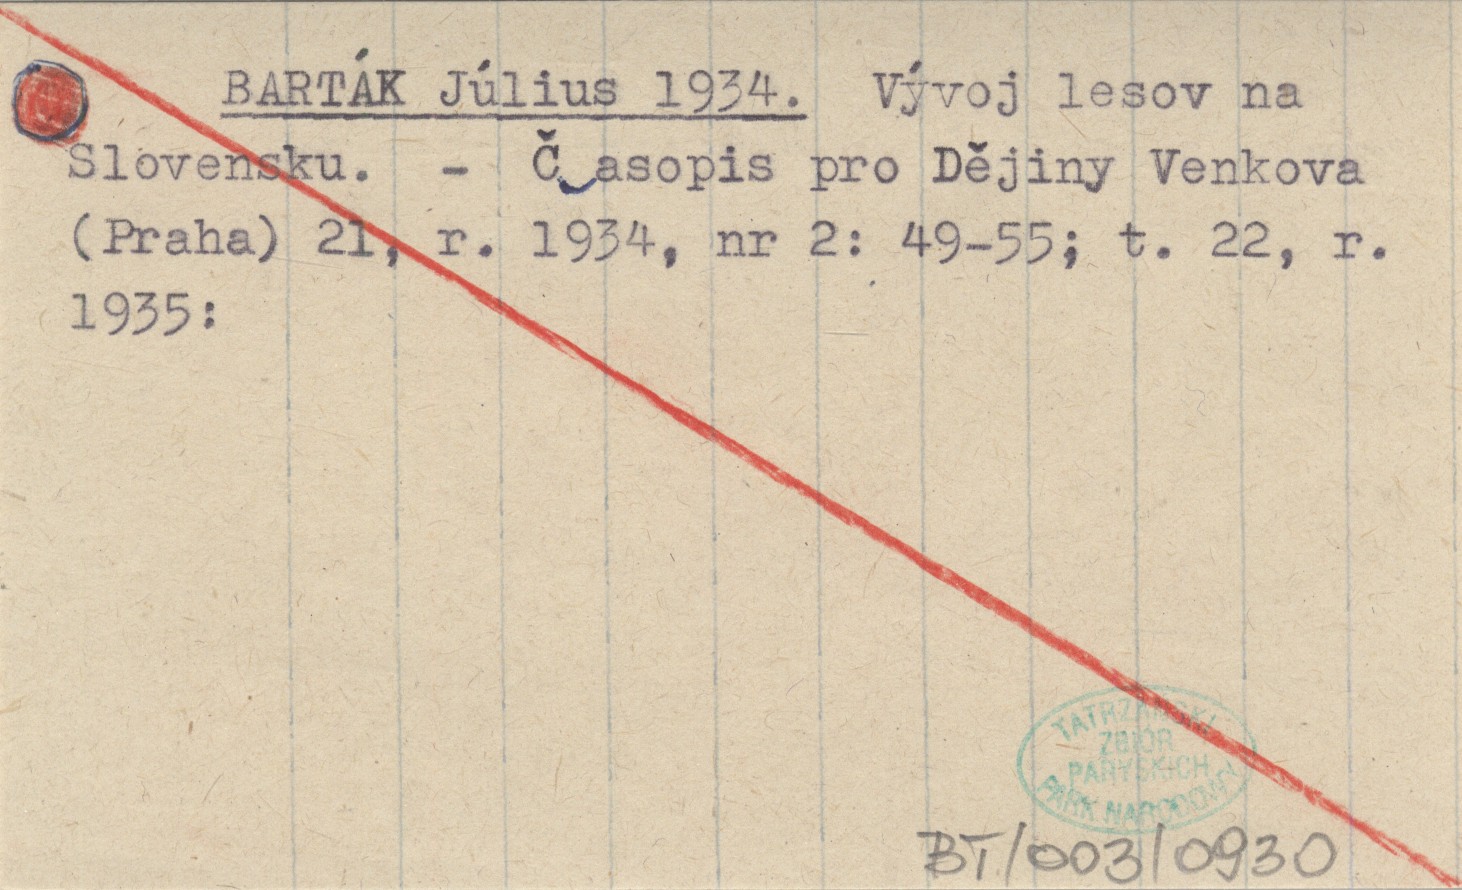 BARTÁK Július 1934. Vývoj lesov na
Slovensku. - Č asopis pro Dějiny Venkova
(Praha) 21, r. 1934, nr 2: 49-55; t. 22, r.
1935:
TATRZAŃSKI
ZBIÓR
PARYSKICH
PARK NARODOWY
BT/003/0930